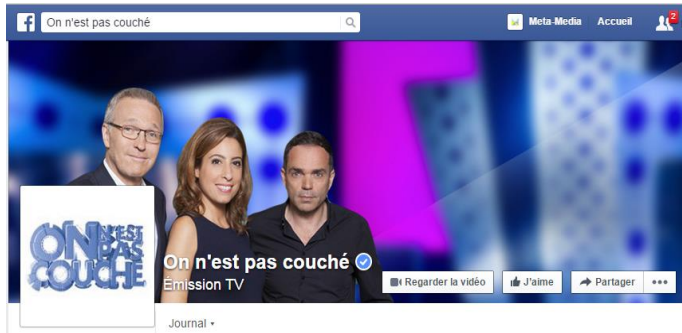 On n'est pas couché
Meta-Media Accueil 2
ON N'EST PAS COUCHÉ
On n'est pas couché
Émission TV
Regarder la vidéo J'aime Partager
Journal